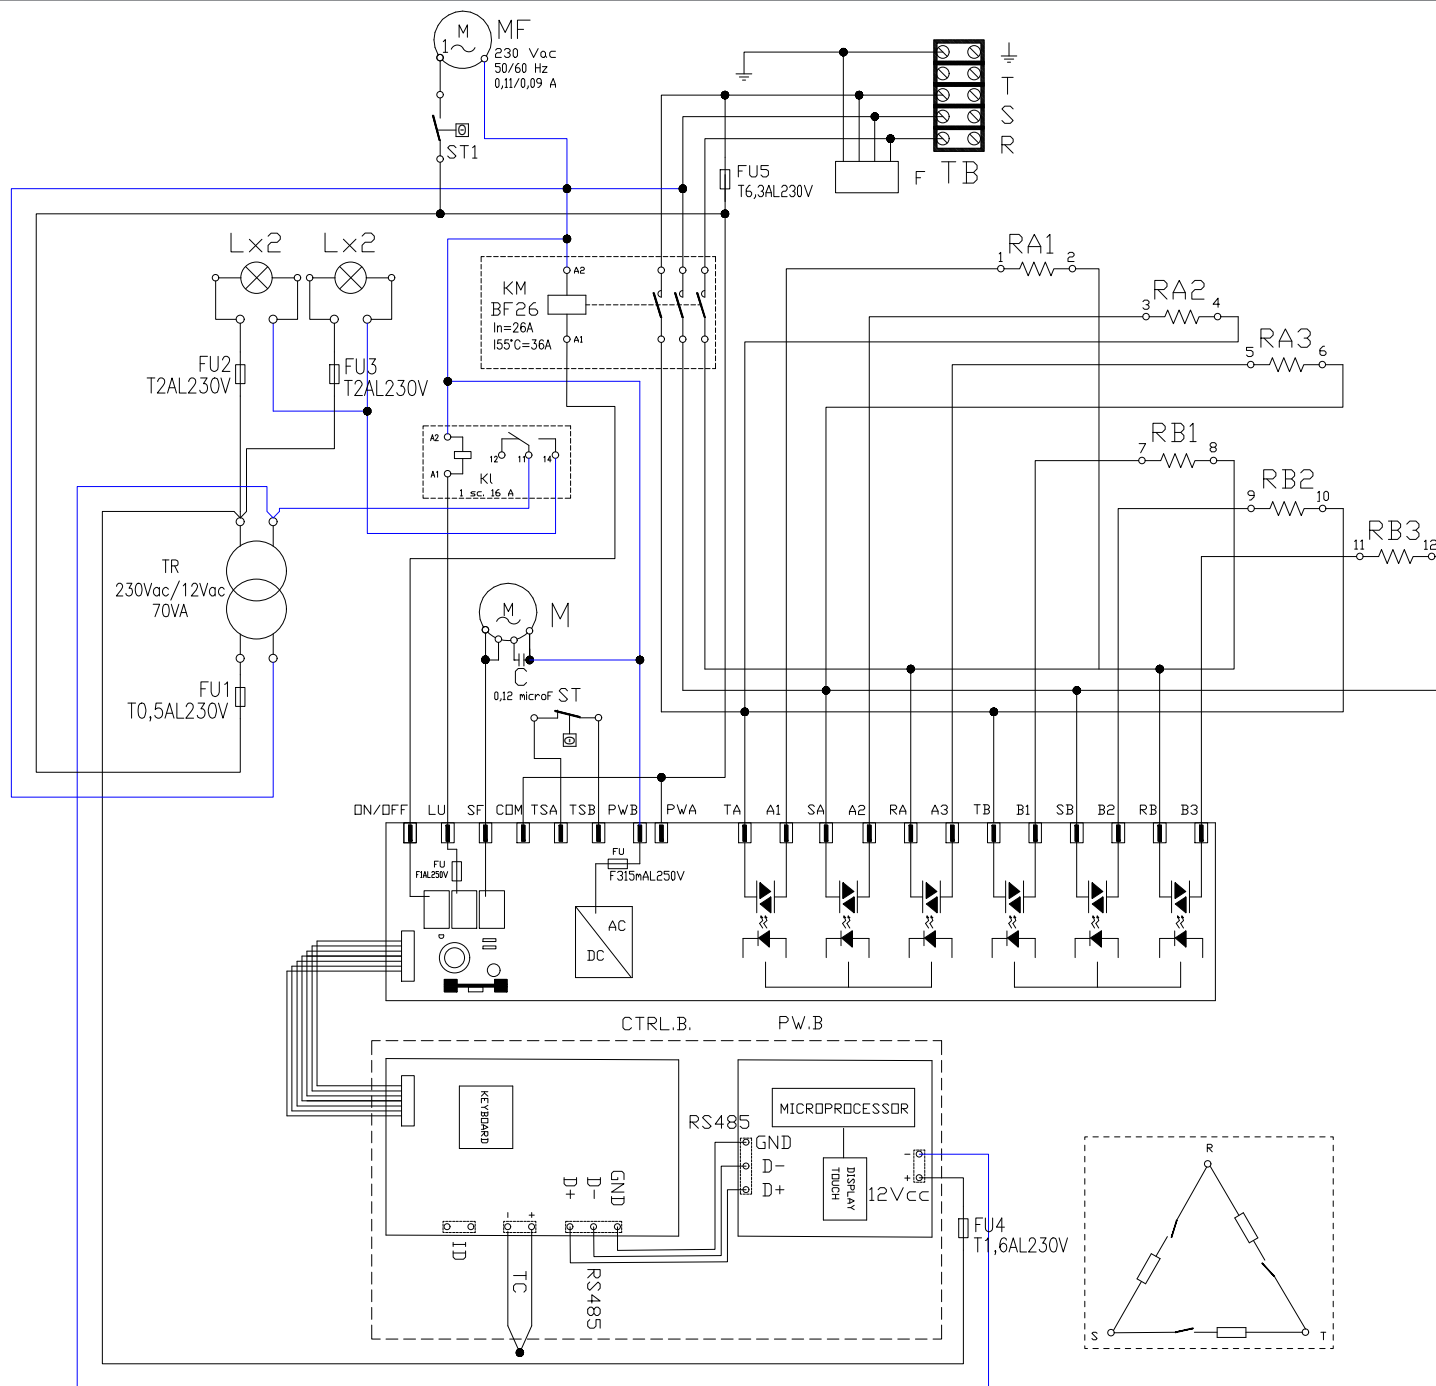 M
1
MF
230 Vac
50/60 Hz
0,11/0,09 A
ST1
T
S
R
F
TB
FU5
T6,3AL230V
Lx2
Lx2
KM
BF26
In=26A
I55°C=36A
A2
A1
RA1
1
2
RA2
3
4
RA3
5
6
RB1
7
8
RB2
9
10
RB3
11
12
FU2
T2AL230V
FU3
T2AL230V
A2
A1
12
11
14
KL
1 sc. 16 A
TR
230Vac/12Vac
70VA
M
M
C
0,12 microF
ST
FU1
T0,5AL230V
ON/OFF
LU
SF
COM
TSA
TSB
PWB
PWA
TA
A1
SA
A2
RA
A3
TB
B1
SB
B2
RB
B3
FU
F1AL250V
FU
F315mAL250V
AC
DC
CTRL.B.
PW.B
KEYBOARD
MICROPROCESSOR
RS485
GND
D-
D+
DISPLAY
TOUCH
-
+
12Vcc
D+
D-
GND
-
+
ID
TC
RS485
FU4
T1,6AL230V
R
S
T